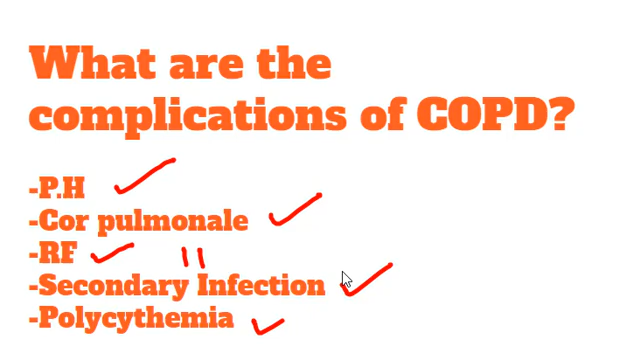 What are the
complications of COPD?
-P.H
-Cor pulmonale
-RF
-Secondary Infection
-Polycythemia